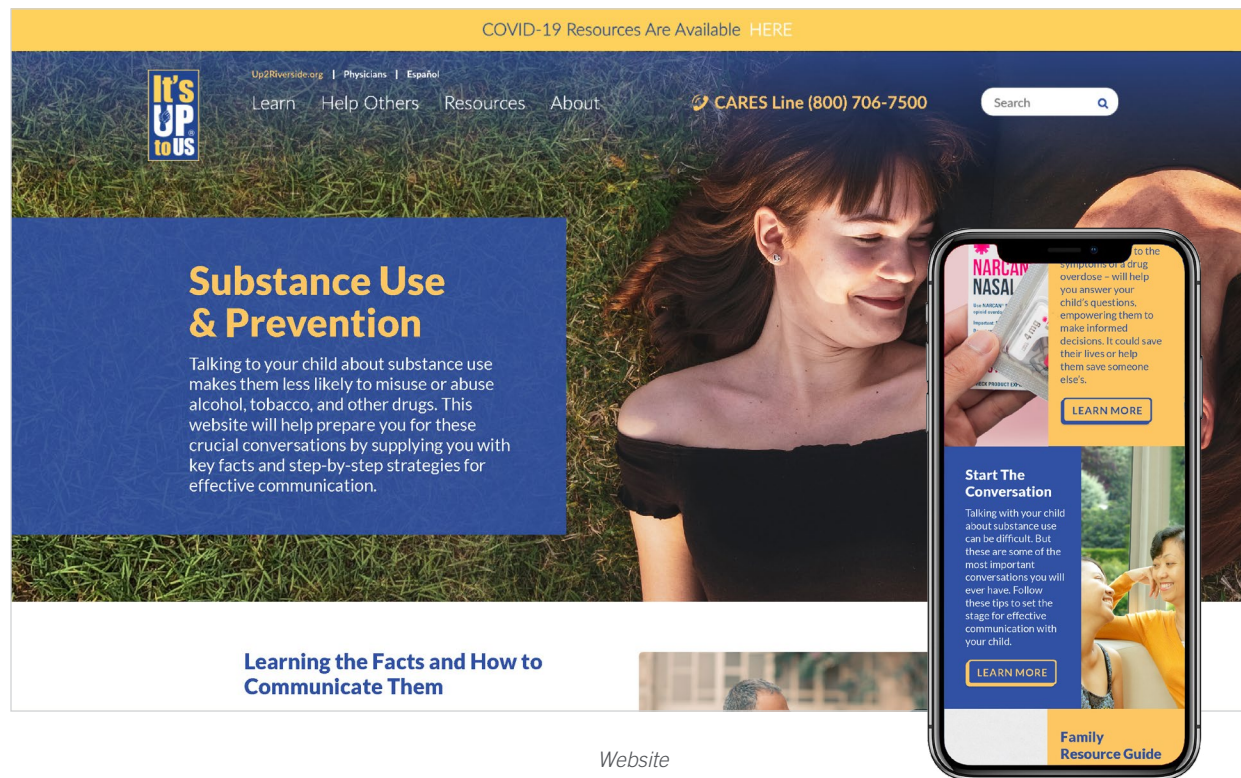 COVID-19 Resources Are Available HERE
It's
UP
to US
Up2Riverside.org | Physicians | Español
Learn Help Others Resources About
CARES Line (800) 706-7500
Search
Substance Use
& Prevention
Talking to your child about substance use
makes them less likely to misuse or abuse
alcohol, tobacco, and other drugs. This
website will help prepare you for these
crucial conversations by supplying you with
key facts and step-by-step strategies for
effective communication.
Learning the Facts and How to
Communicate Them
NARCAN
NASAL
4 mg
to the
symptoms of a drug
overdose – will help
you answer your
child's questions,
empowering them to
make informed
decisions. It could save
their lives or help
them save someone
else's.
LEARN MORE
Start The
Conversation
Talking with your child
about substance use
can be difficult. But
these are some of the
most important
conversations you will
ever have. Follow
these tips to set the
stage for effective
communication with
your child.
LEARN MORE
Family
Resource Guide
Website